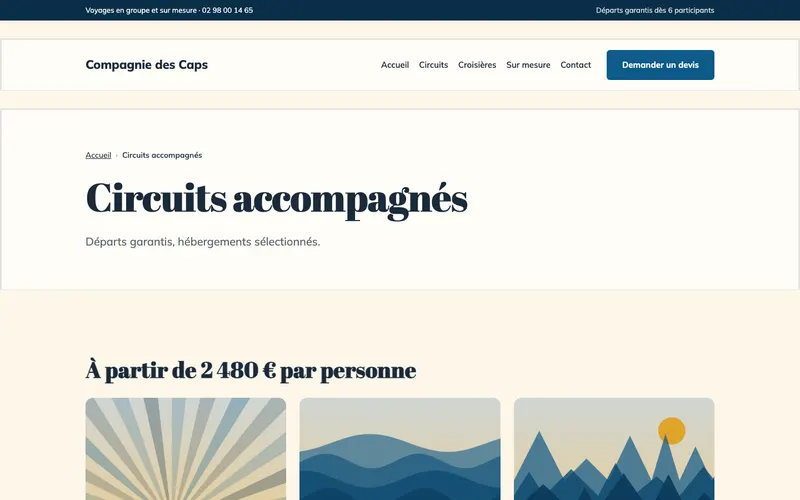 Voyages en groupe et sur mesure · 02 98 00 14 65
Départs garantis dès 6 participants
Compagnie des Caps
Accueil
Circuits
Croisières
Sur mesure
Contact
Demander un devis
Accueil · Circuits accompagnés
Circuits accompagnés
Départs garantis, hébergements sélectionnés.
À partir de 2 480 € par personne